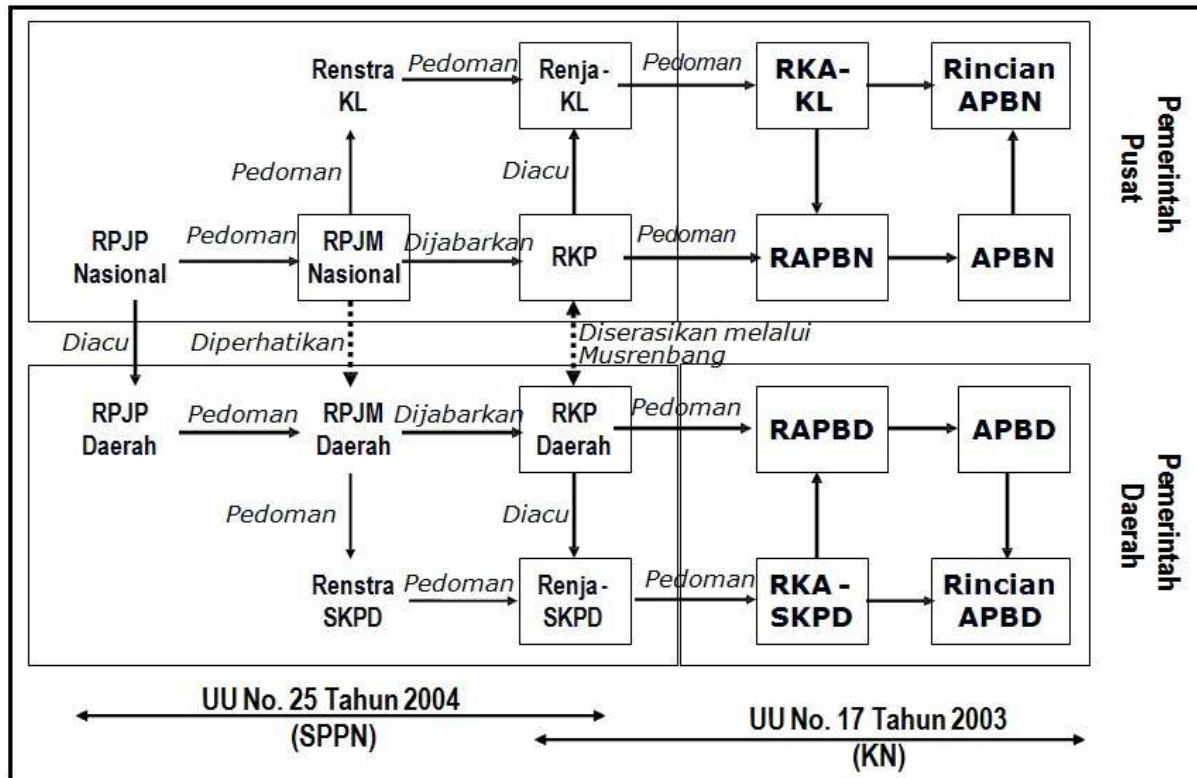 Renstra
KL
Pedoman
Renja-
KL
Pedoman
RKA-
KL
Rincian
APBN
Pemerintah
Pusat
Pedoman
Diacu
RPJP
Nasional
Pedoman
RPJM
Nasional
Dijabarkan
RKP
Pedoman
RAPBN
APBN
Diacu
Diperhatikan
Diserasikan melalui
Musrenbang
RPJP
Daerah
Pedoman
RPJM
Daerah
Dijabarkan
RKP
Daerah
Pedoman
RAPBD
APBD
Pemerintah
Daerah
Pedoman
Diacu
Renstra
SKPD
Pedoman
Renja-
SKPD
Pedoman
RKA -
SKPD
Rincian
APBD
UU No. 25 Tahun 2004
(SPPN)
UU No. 17 Tahun 2003
(KN)